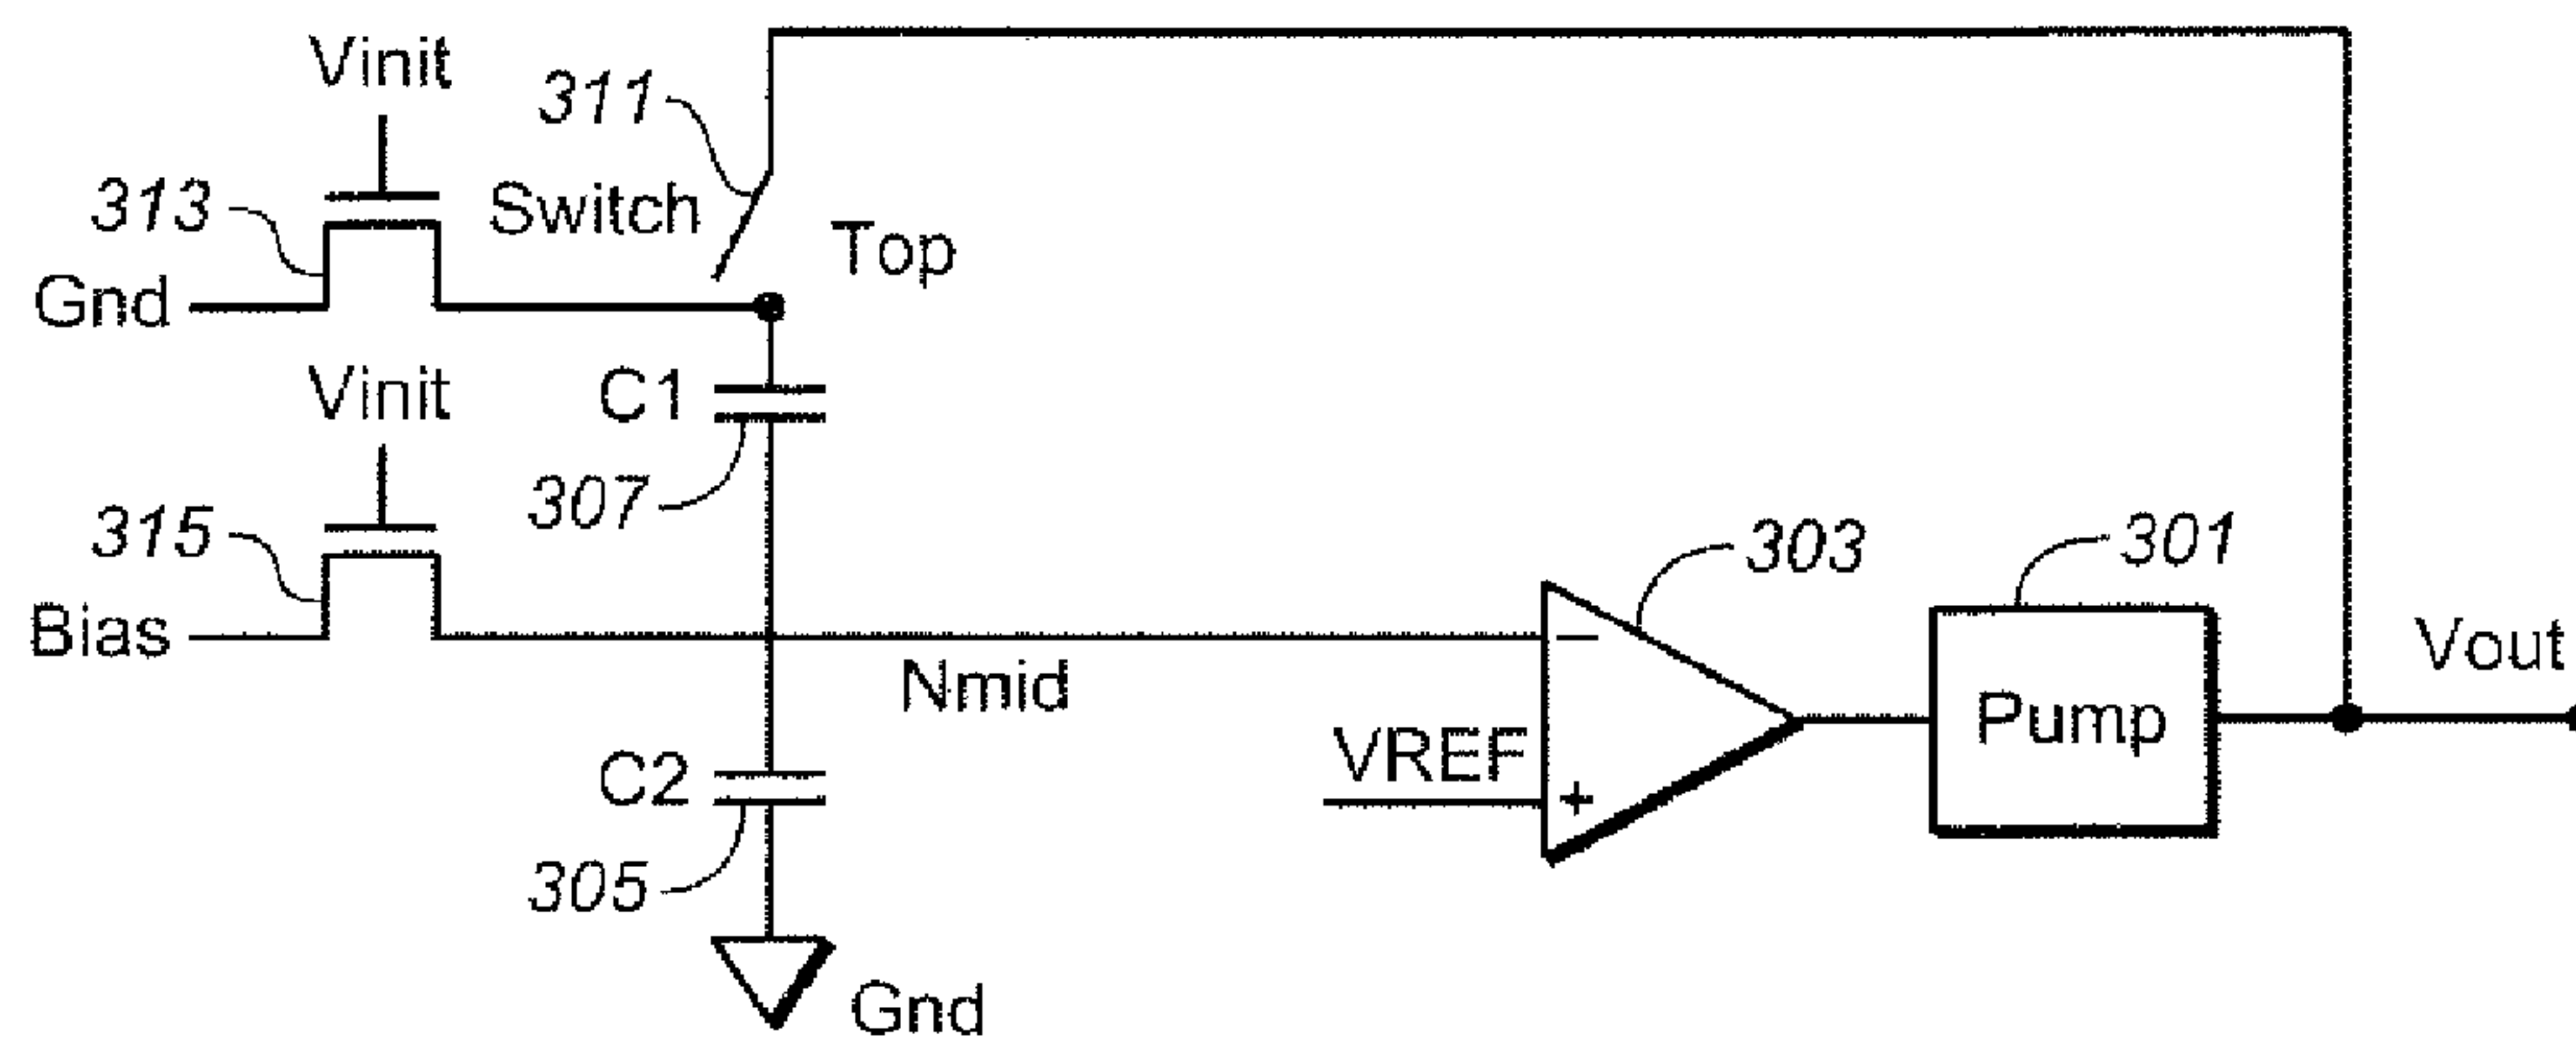 Vinit
311
313
Switch
Top
Gnd
Vinit
C1
307
315
303
301
Bias
Nmid
Vout
VREF
Pump
C2
305
Gnd
− 
+